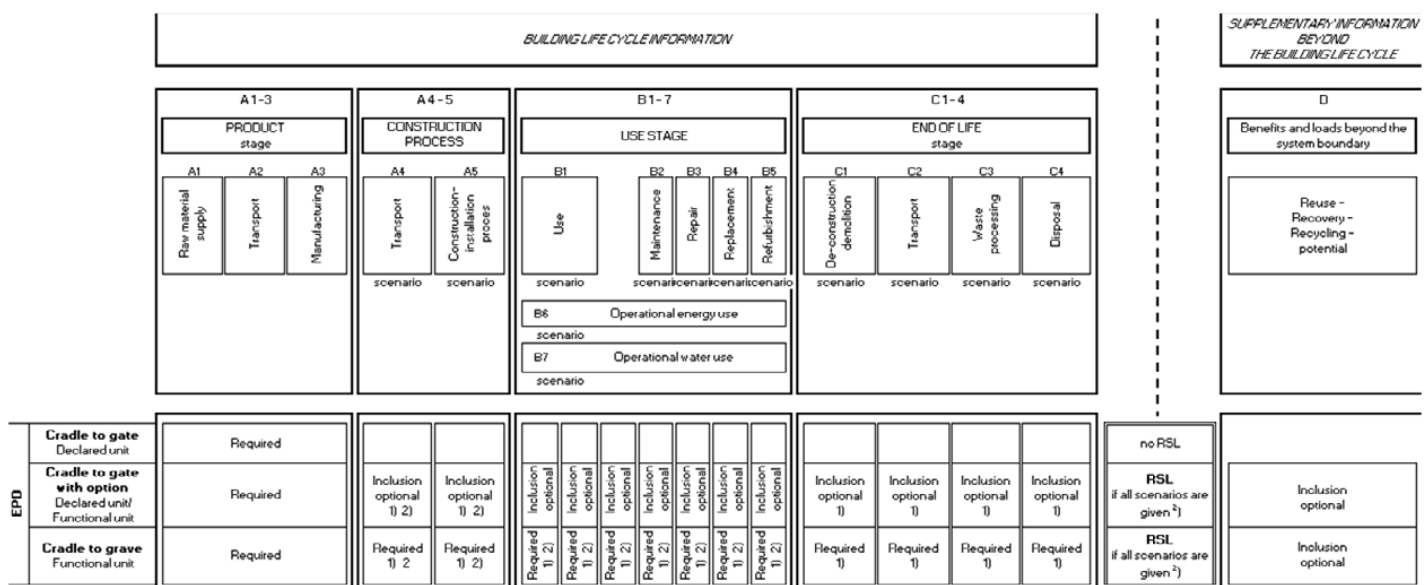 BUILDING LIFE CYCLE INFORMATION
SUPPLEMENTARY INFORMATION
BEYOND
THE BUILDING LIFE CYCLE
A1-3
PRODUCT
stage
A1
Raw material
supply
A2
Transport
A3
Manufacturing
A4-5
CONSTRUCTION
PROCESS
A4
Transport
scenario
A5
Construction-
installation
proces
scenario
B1-7
USE STAGE
B1
Use
scenario
B2
Maintenance
scenario
B3
Repair
scenario
B4
Replacement
scenario
B5
Refurbishment
scenario
B6 Operational energy use
scenario
B7 Operational water use
scenario
C1-4
END OF LIFE
stage
C1
De-construction
demolition
scenario
C2
Transport
scenario
C3
Waste
processing
scenario
C4
Disposal
scenario
D
Benefits and loads beyond the
system boundary
Reuse -
Recovery -
Recycling -
potential
EPD
Cradle to gate
Declared unit
Required
no RSL
Cradle to gate
with option
Declared unit/
Functional unit
Required
Inclusion
optional
1) 2)
Inclusion
optional
1) 2)
Inclusion
optional
Inclusion
optional
Inclusion
optional
Inclusion
optional
Inclusion
optional
Inclusion
optional
Inclusion
optional
Inclusion
optional
1)
Inclusion
optional
1)
Inclusion
optional
1)
Inclusion
optional
1)
RSL
if all scenarios are
given 2)
Inclusion
optional
Cradle to grave
Functional unit
Required
Required
1) 2
Required
1) 2)
Required
1) 2)
Required
1) 2)
Required
1) 2)
Required
1) 2)
Required
1) 2)
Required
1) 2)
Required
1) 2)
Required
1)
Required
1)
Required
1)
Required
1)
RSL
if all scenarios are
given 2)
Inclusion
optional